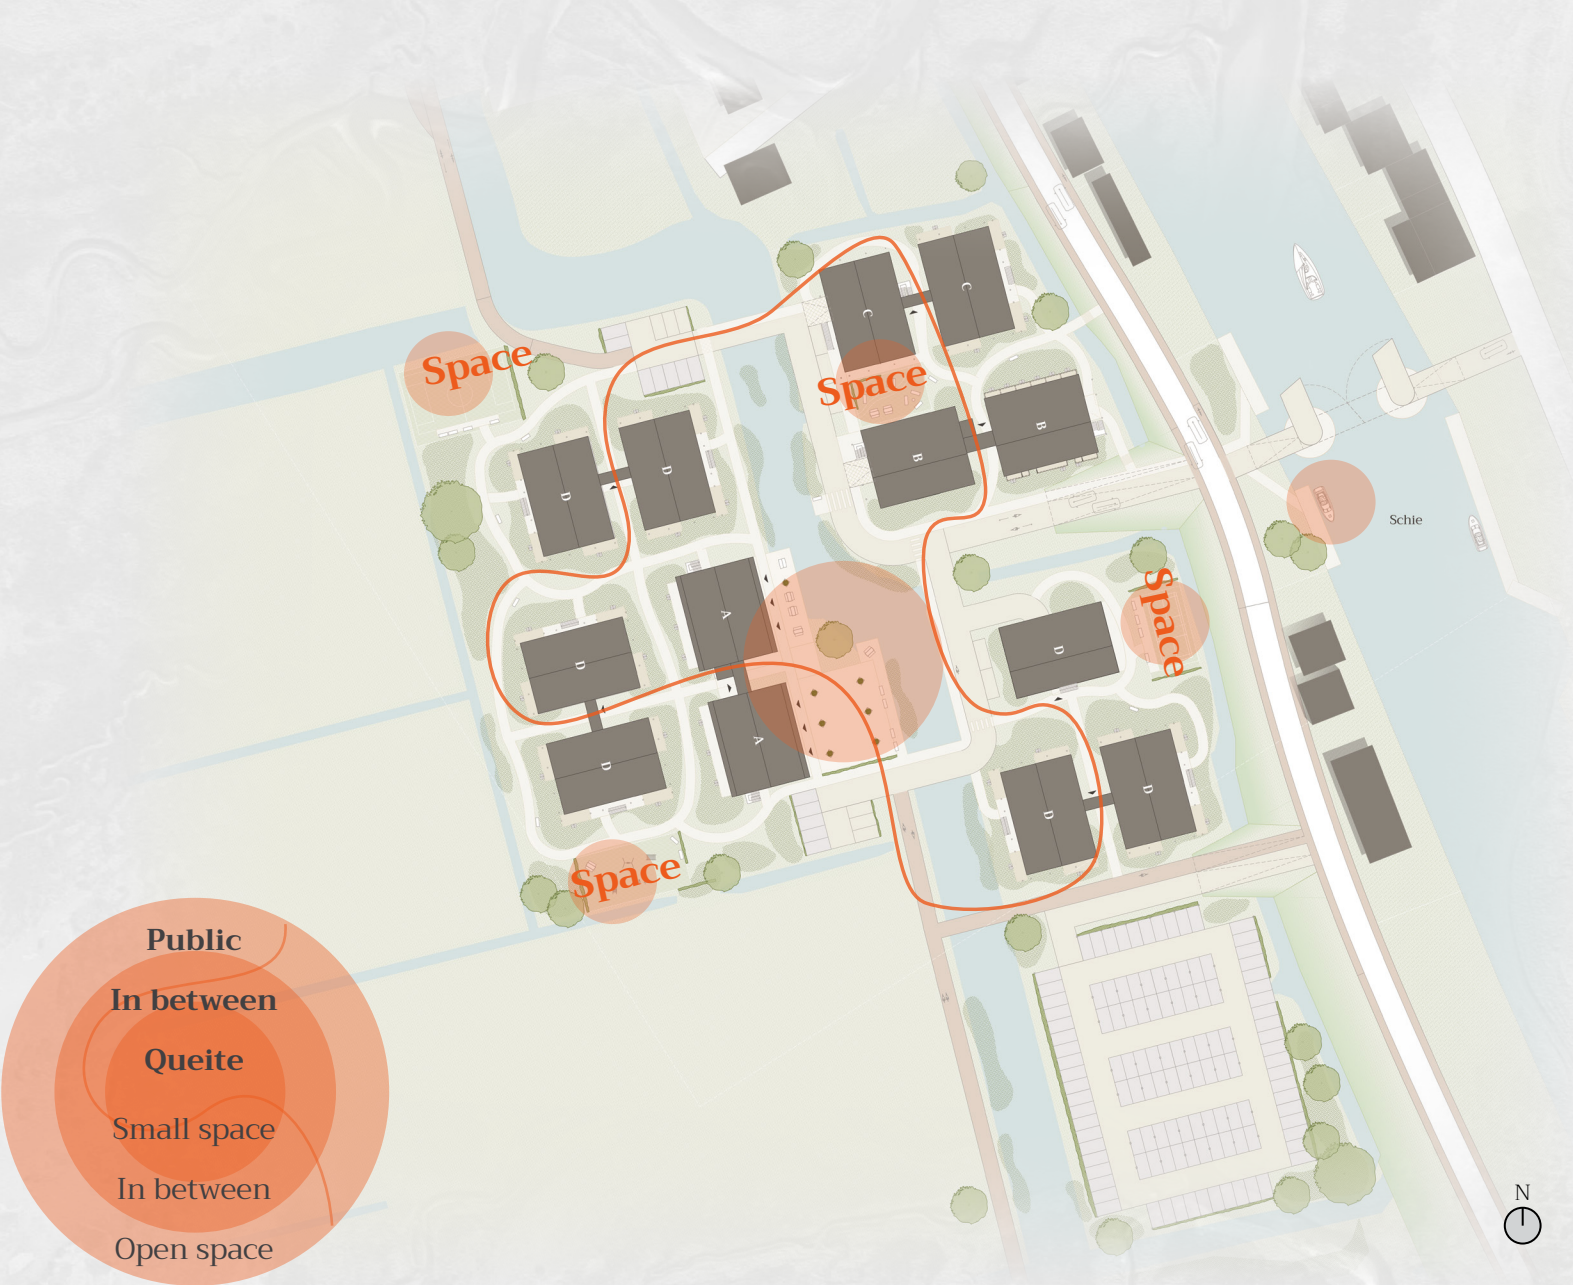 C
C
Space
Space
B
B
D
D
Schie
Space
A
D
D
A
D
D
D
Space
Public
In between
Queite
Small space
In between
Open space
N